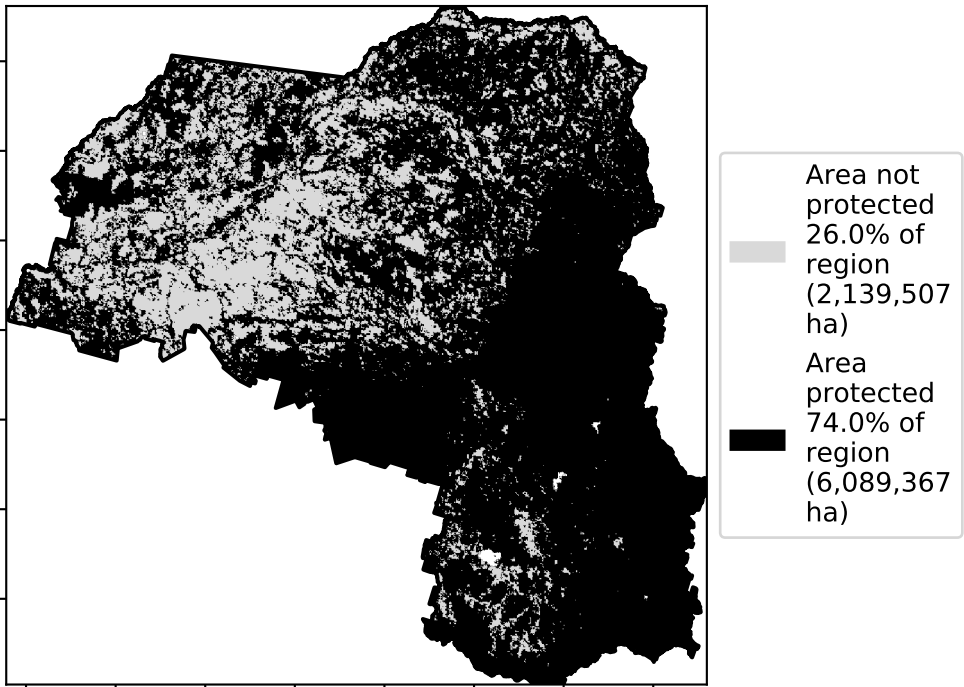 Area not
protected
26.0% of
region
(2,139,507
ha)
Area
protected
74.0% of
region
(6,089,367
ha)